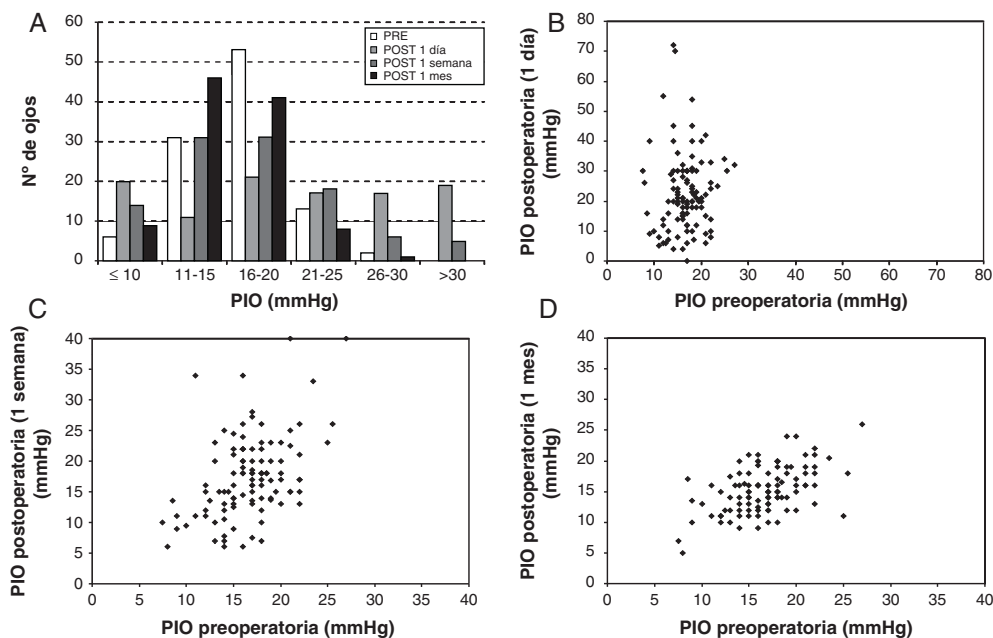 A
60
50
40
30
20
10
0
N° de ojos
PRE
POST 1 día
POST 1 semana
POST 1 mes
≤ 10 11-15 16-20 21-25 26-30 >30
PIO (mmHg)
B
80
70
60
50
40
30
20
10
0
PIO postoperatoria (1 día)
(mmHg)
0 10 20 30 40 50 60 70 80
PIO preoperatoria (mmHg)
C
40
35
30
25
20
15
10
5
0
PIO postoperatoria (1 semana)
(mmHg)
0 5 10 15 20 25 30 35 40
PIO preoperatoria (mmHg)
D
40
35
30
25
20
15
10
5
0
PIO postoperatoria (1 mes)
(mmHg)
0 5 10 15 20 25 30 35 40
PIO preoperatoria (mmHg)